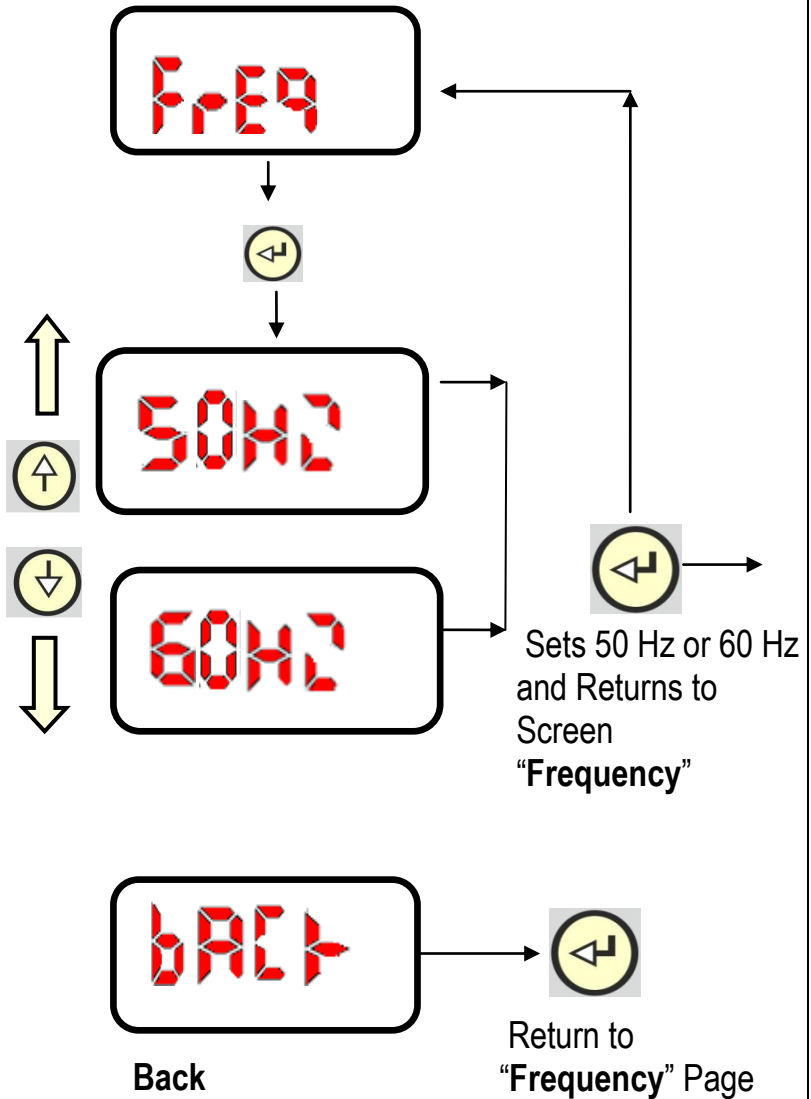 FrEq
50HZ
60HZ
Sets 50 Hz or 60 Hz
and Returns to
Screen
“Frequency”
bACk
Back
Return to
“Frequency” Page